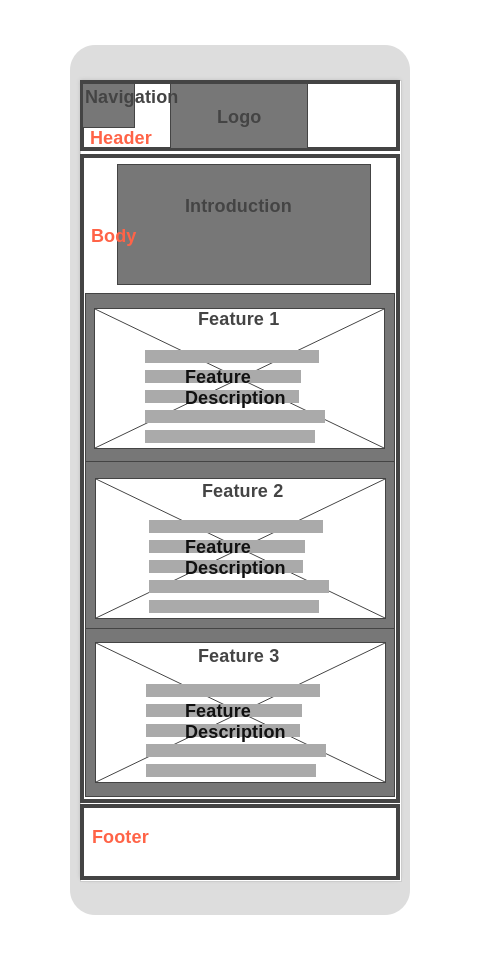 Navigation
Logo
Header
Introduction
Body
Feature 1
Feature
Description
Feature 2
Feature
Description
Feature 3
Feature
Description
Footer